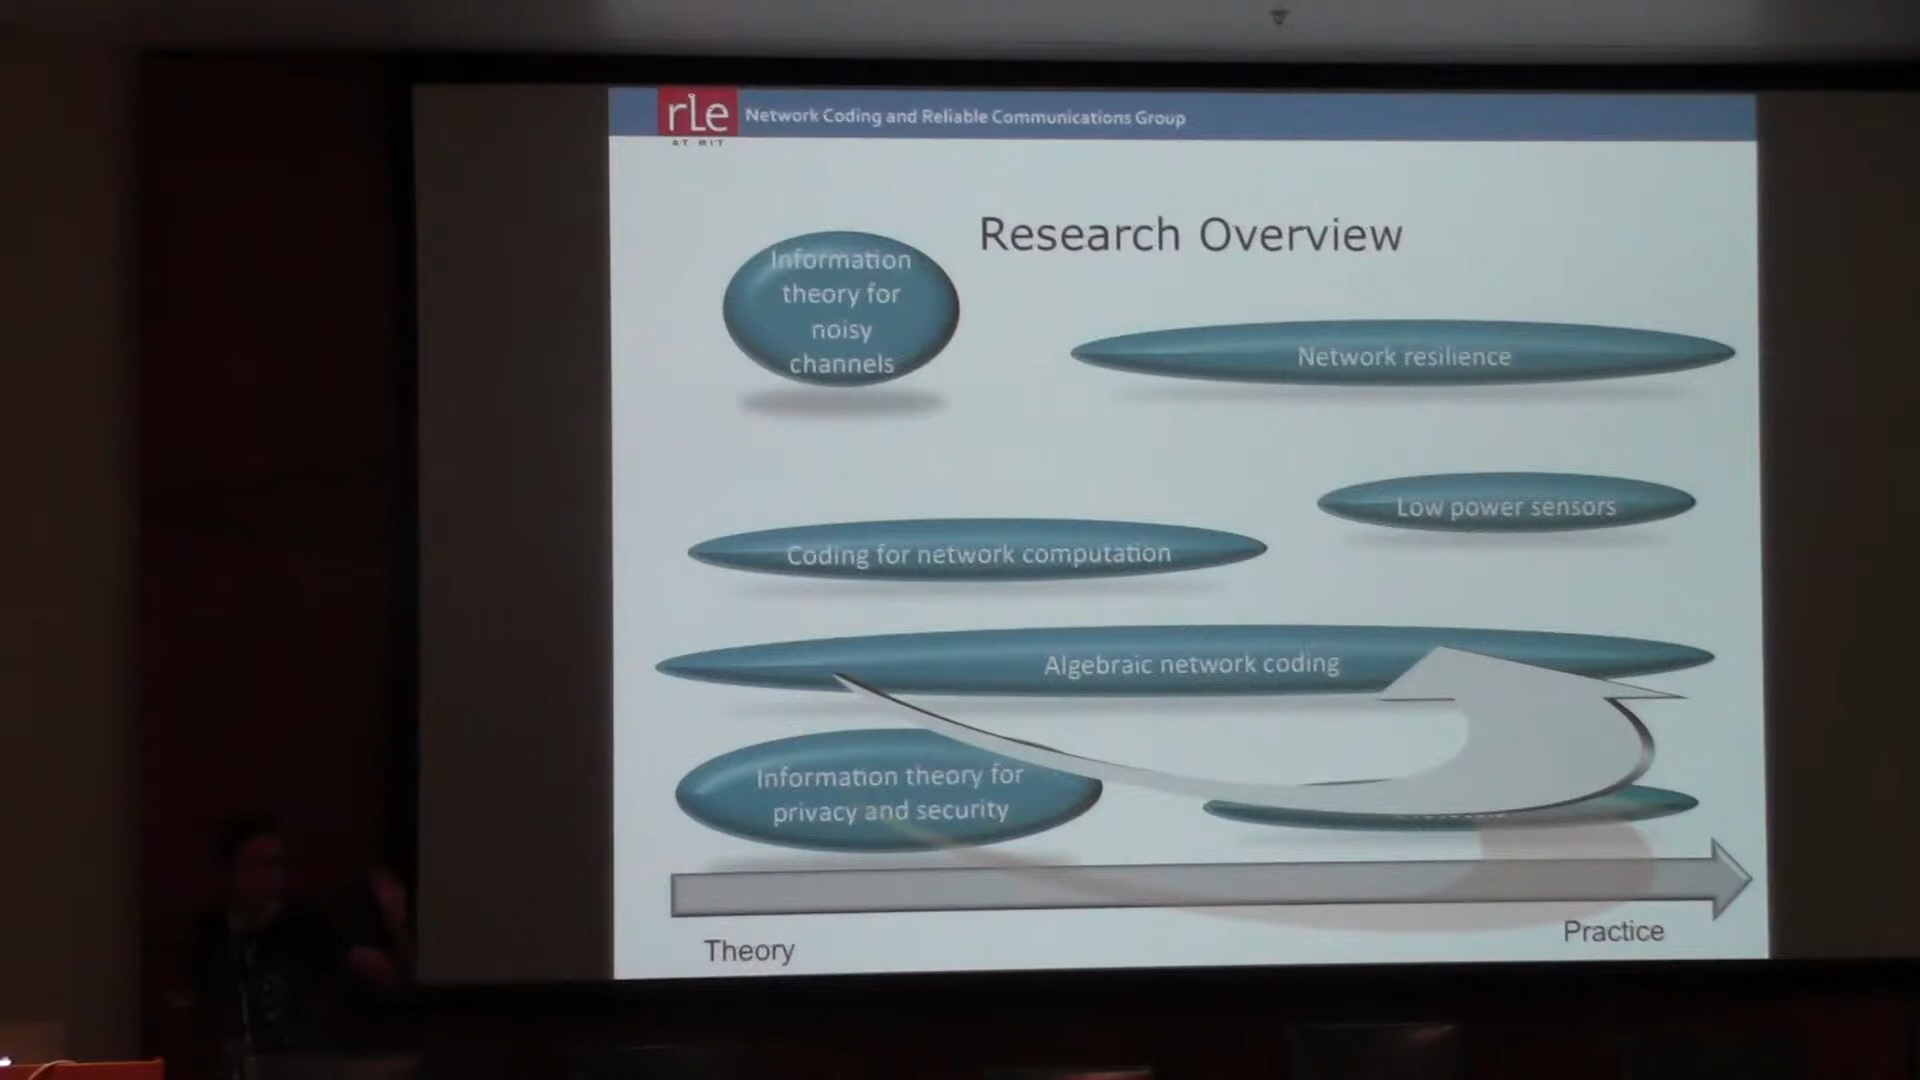 rle
AT MIT
Network Coding and Reliable Communications Group
Research Overview
Information
theory for
noisy
channels
Network resilience
Low power sensors
Coding for network computation
Algebraic network coding
Information theory for
privacy and security
Theory
Practice